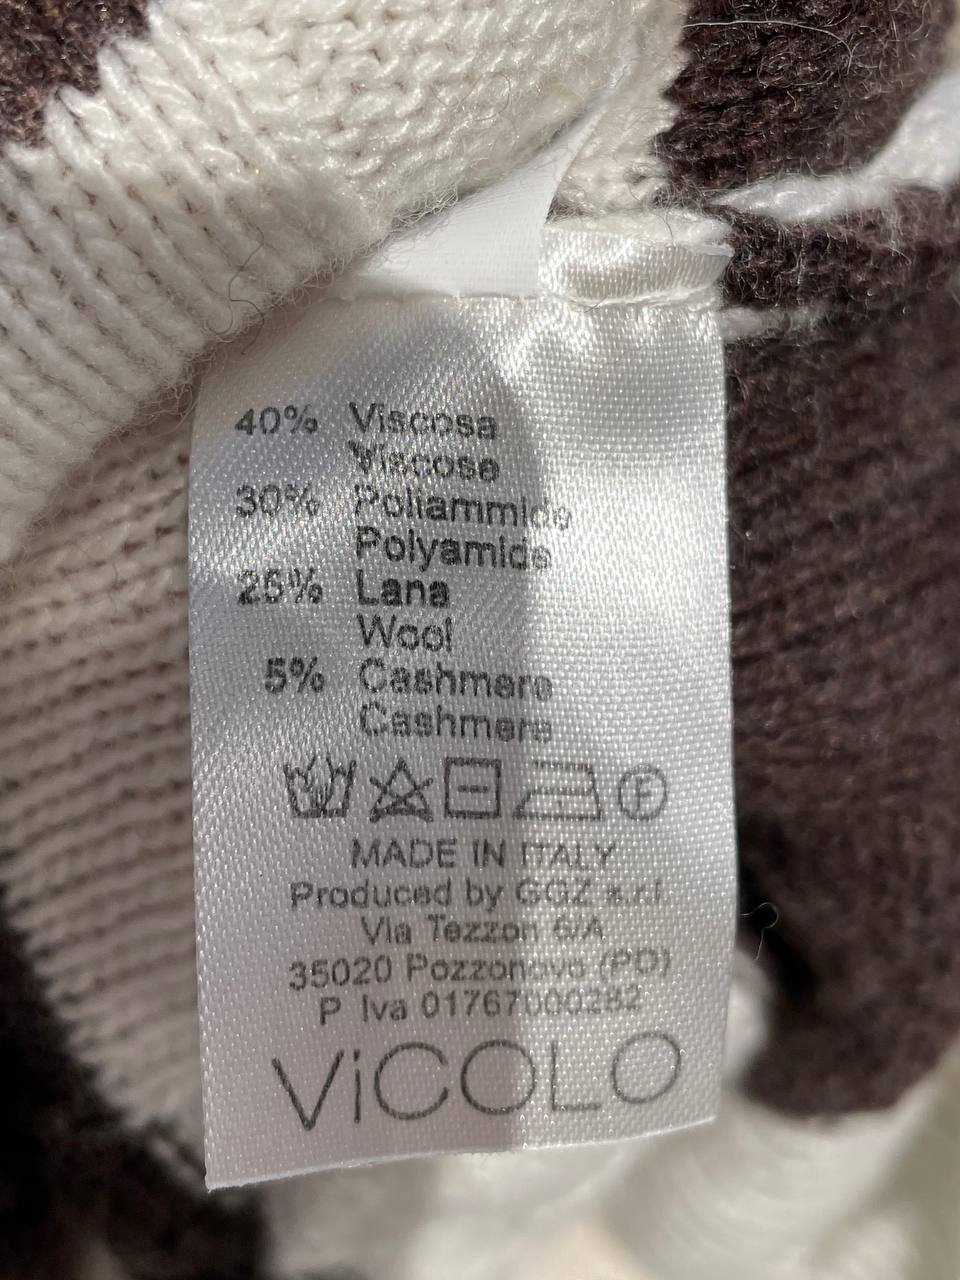 40% Viscosa
Viscose
30% Poliammide
Polyamide
25% Lana
Wool
5% Cashmere
Cashmere
F
MADE IN ITALY
Produced by GGZ s.r.l.
Via Tezzon 6/A
35020 Pozzonovo (PD)
P Iva 01767000282
ViCOLO